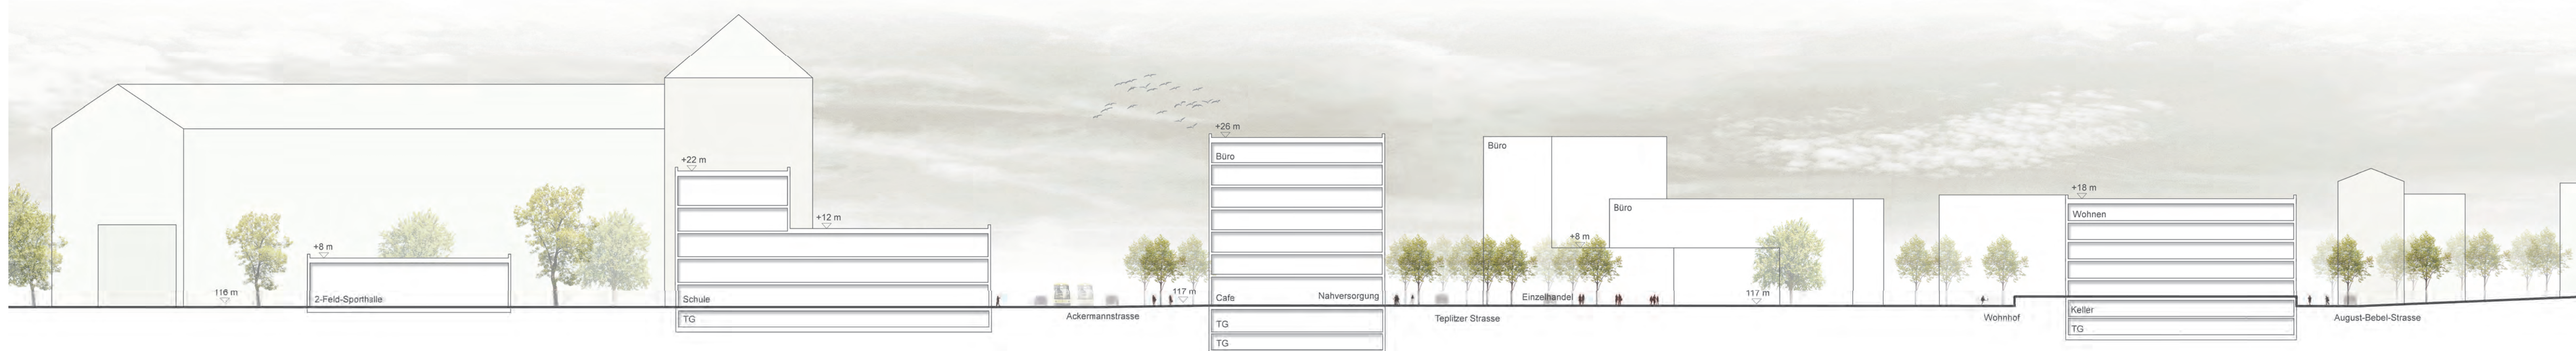 116 m
+8 m
2-Feld-Sporthalle
+22 m
+12 m
Schule
TG
Ackermannstrasse
117 m
+26 m
Büro
Cafe
Nahversorgung
TG
TG
Teplitzer Strasse
Büro
+8 m
Büro
Einzelhandel
117 m
Wohnhof
+18 m
Wohnen
Keller
TG
August-Bebel-Strasse